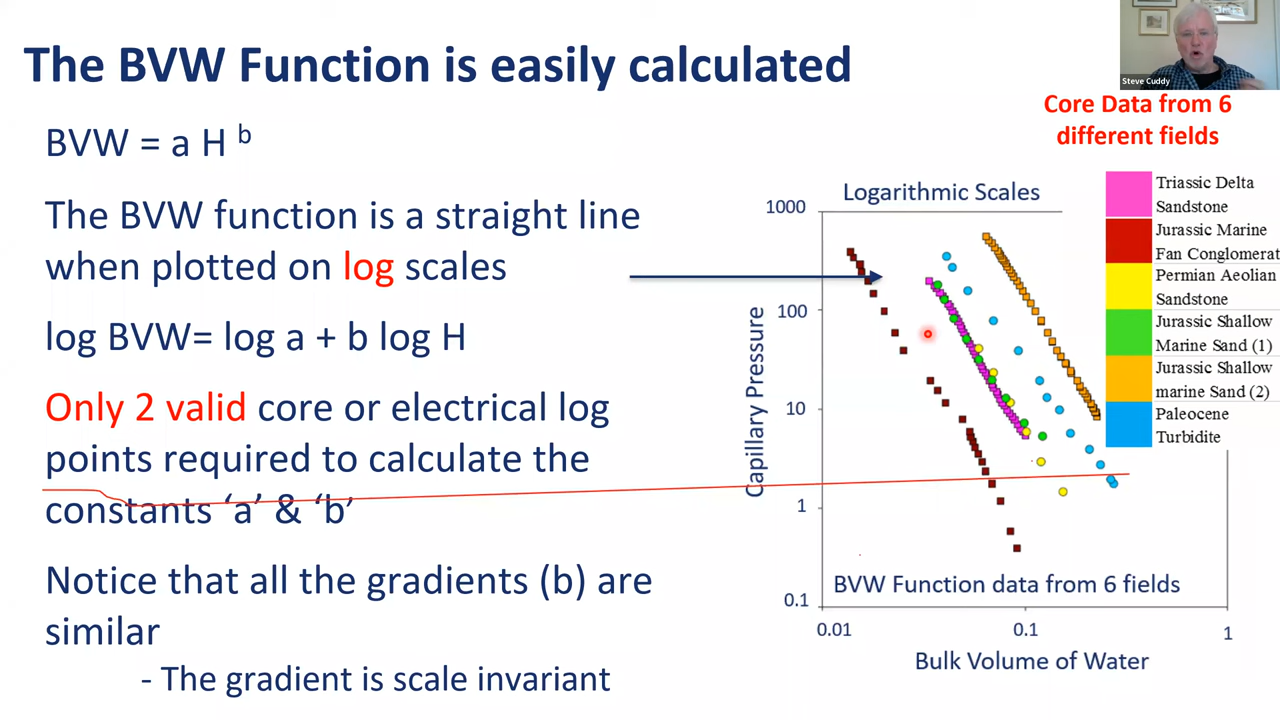 The BVW Function is easily calculated
Steve Cuddy
BVW = a H b
The BVW function is a straight line
when plotted on log scales
log BVW= log a + b log H
Only 2 valid core or electrical log
points required to calculate the
constants ‘a’ & ‘b’
Notice that all the gradients (b) are
similar
- The gradient is scale invariant
Core Data from 6
different fields
Logarithmic Scales
1000
100
10
1
0.1
Capillary Pressure
BVW Function data from 6 fields
0.01
0.1
1
Bulk Volume of Water
Triassic Delta
Sandstone
Jurassic Marine
Fan Conglomerat
Permian Aeolian
Sandstone
Jurassic Shallow
Marine Sand (1)
Jurassic Shallow
marine Sand (2)
Paleocene
Turbidite